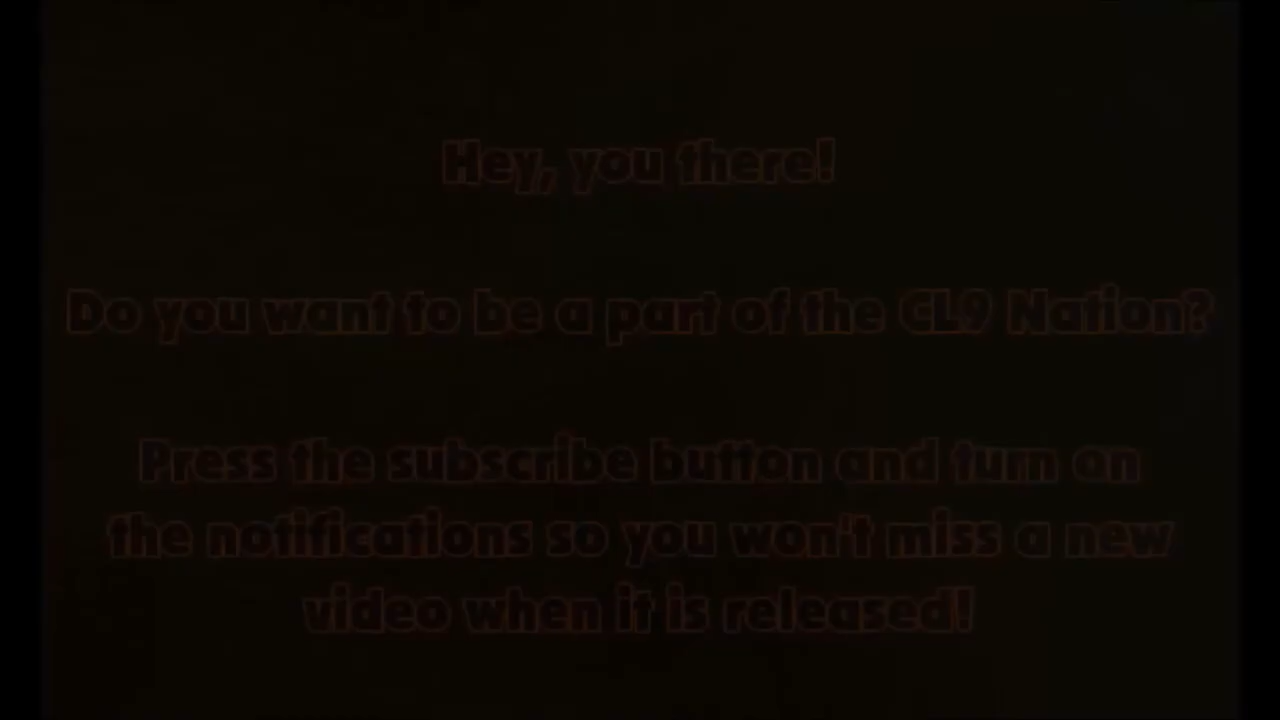 Hey, you there!
Do you want to be a part of the CL9 Nation?
Press the subscribe button and turn on
the notifications so you won't miss a new
video when it is released!